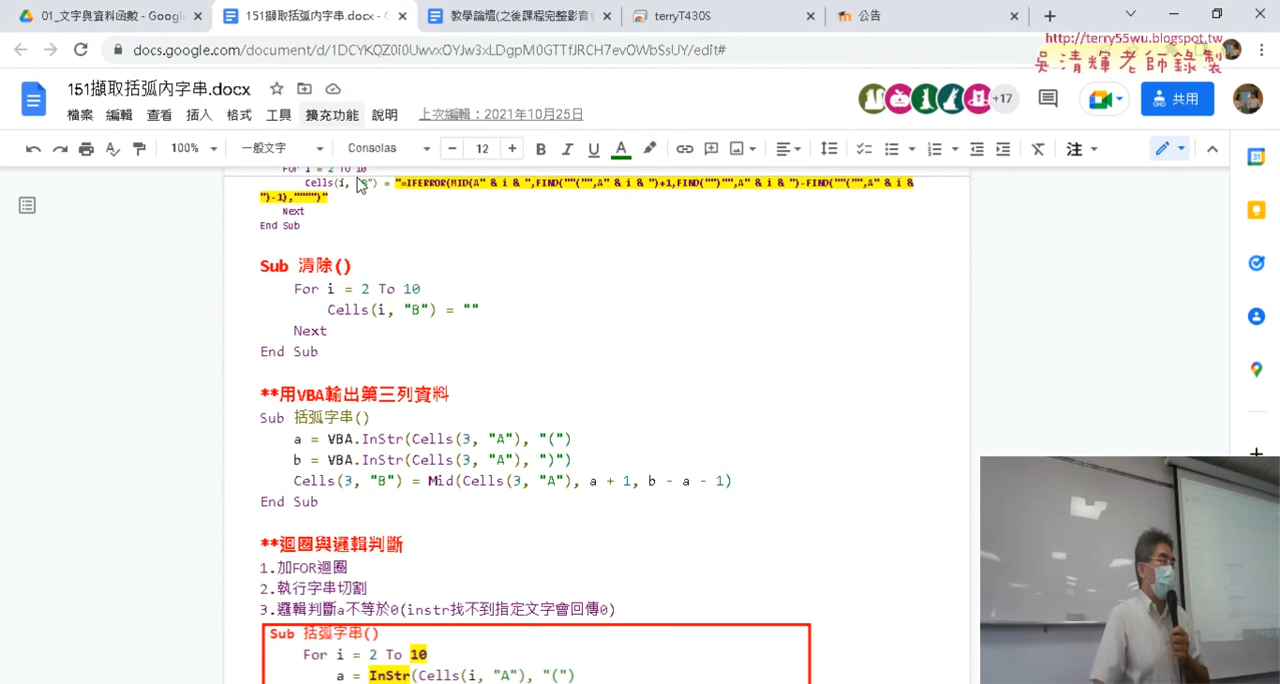 01_文字與資料函數 - Google
151擷取括弧內字串.docx - G
教學論壇(之後課程完整影音
terryT430S
公告
docs.google.com/document/d/1DCYKQZ0i0UwvxOYJw3xLDgpM0GTTfJRCH7evOWbSsUY/edit#
http://terry55wu.blogspot.tw
吳清輝老師錄製
151擷取括弧內字串.docx
+17
共用
檔案 編輯 查看 插入 格式 工具 擴充功能 說明 上次編輯：2021年10月25日
100% 一般文字 Consolas 12 注
For i = 2 To 10
Cells(i, "B") = "=IFERROR(MID(A" & i & ",FIND(""("",A" & i & ")+1,FIND("")"",A" & i & ")-FIND(""("",A" & i &
")-1),"""")"
Next
End Sub
Sub 清除()
For i = 2 To 10
Cells(i, "B") = ""
Next
End Sub
**用VBA輸出第三列資料
Sub 括弧字串()
a = VBA.InStr(Cells(3, "A"), "(")
b = VBA.InStr(Cells(3, "A"), ")")
Cells(3, "B") = Mid(Cells(3, "A"), a + 1, b - a - 1)
End Sub
**迴圈與邏輯判斷
1.加FOR迴圈
2.執行字串切割
3.邏輯判斷a不等於0(instr找不到指定文字會回傳0)
Sub 括弧字串()
For i = 2 To 10
a = InStr(Cells(i, "A"), "(")